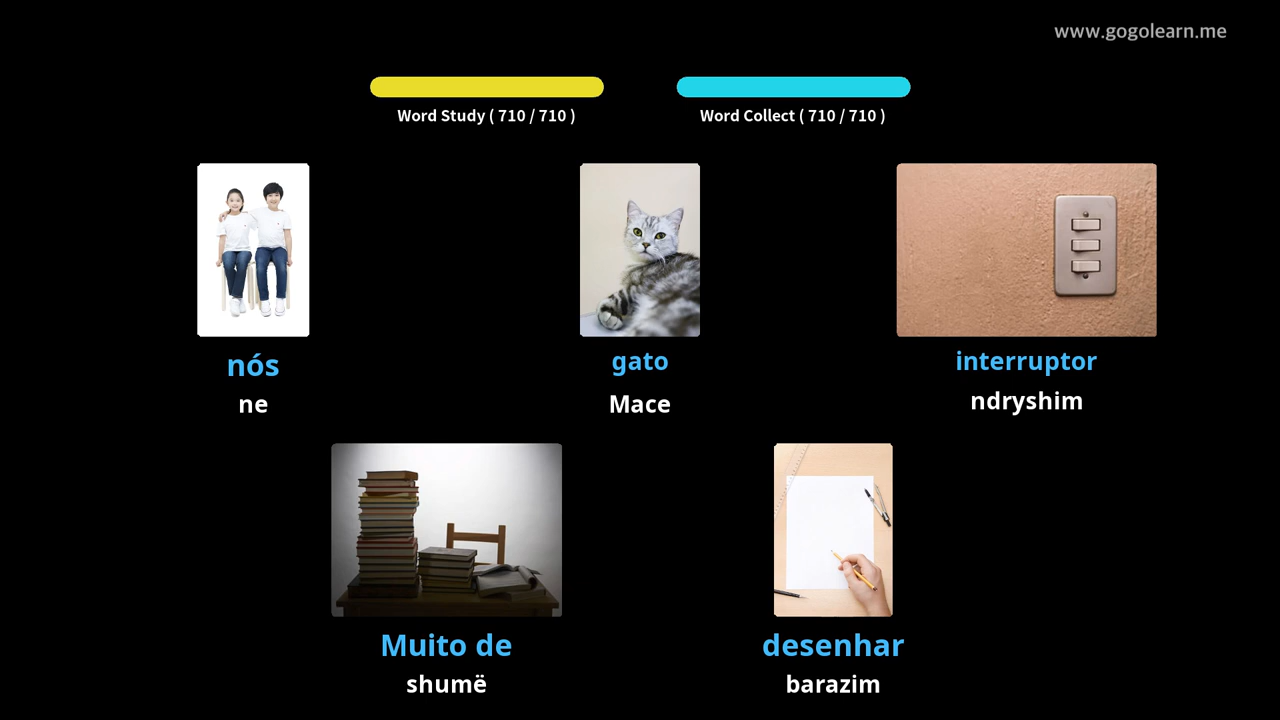 www.gogolearn.me
Word Study ( 710 / 710 )
Word Collect ( 710 / 710 )
nós
ne
gato
Mace
interruptor
ndryshim
Muito de
shumë
desenhar
barazim